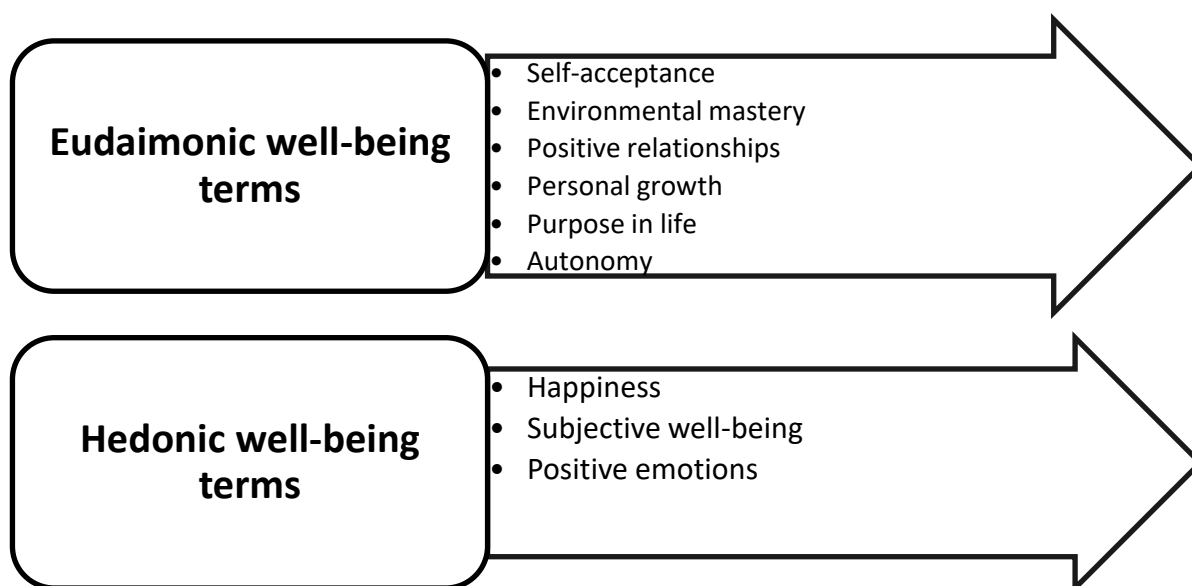 Eudaimonic well-being
terms
• Self-acceptance
• Environmental mastery
• Positive relationships
• Personal growth
• Purpose in life
• Autonomy
Hedonic well-being
terms
• Happiness
• Subjective well-being
• Positive emotions